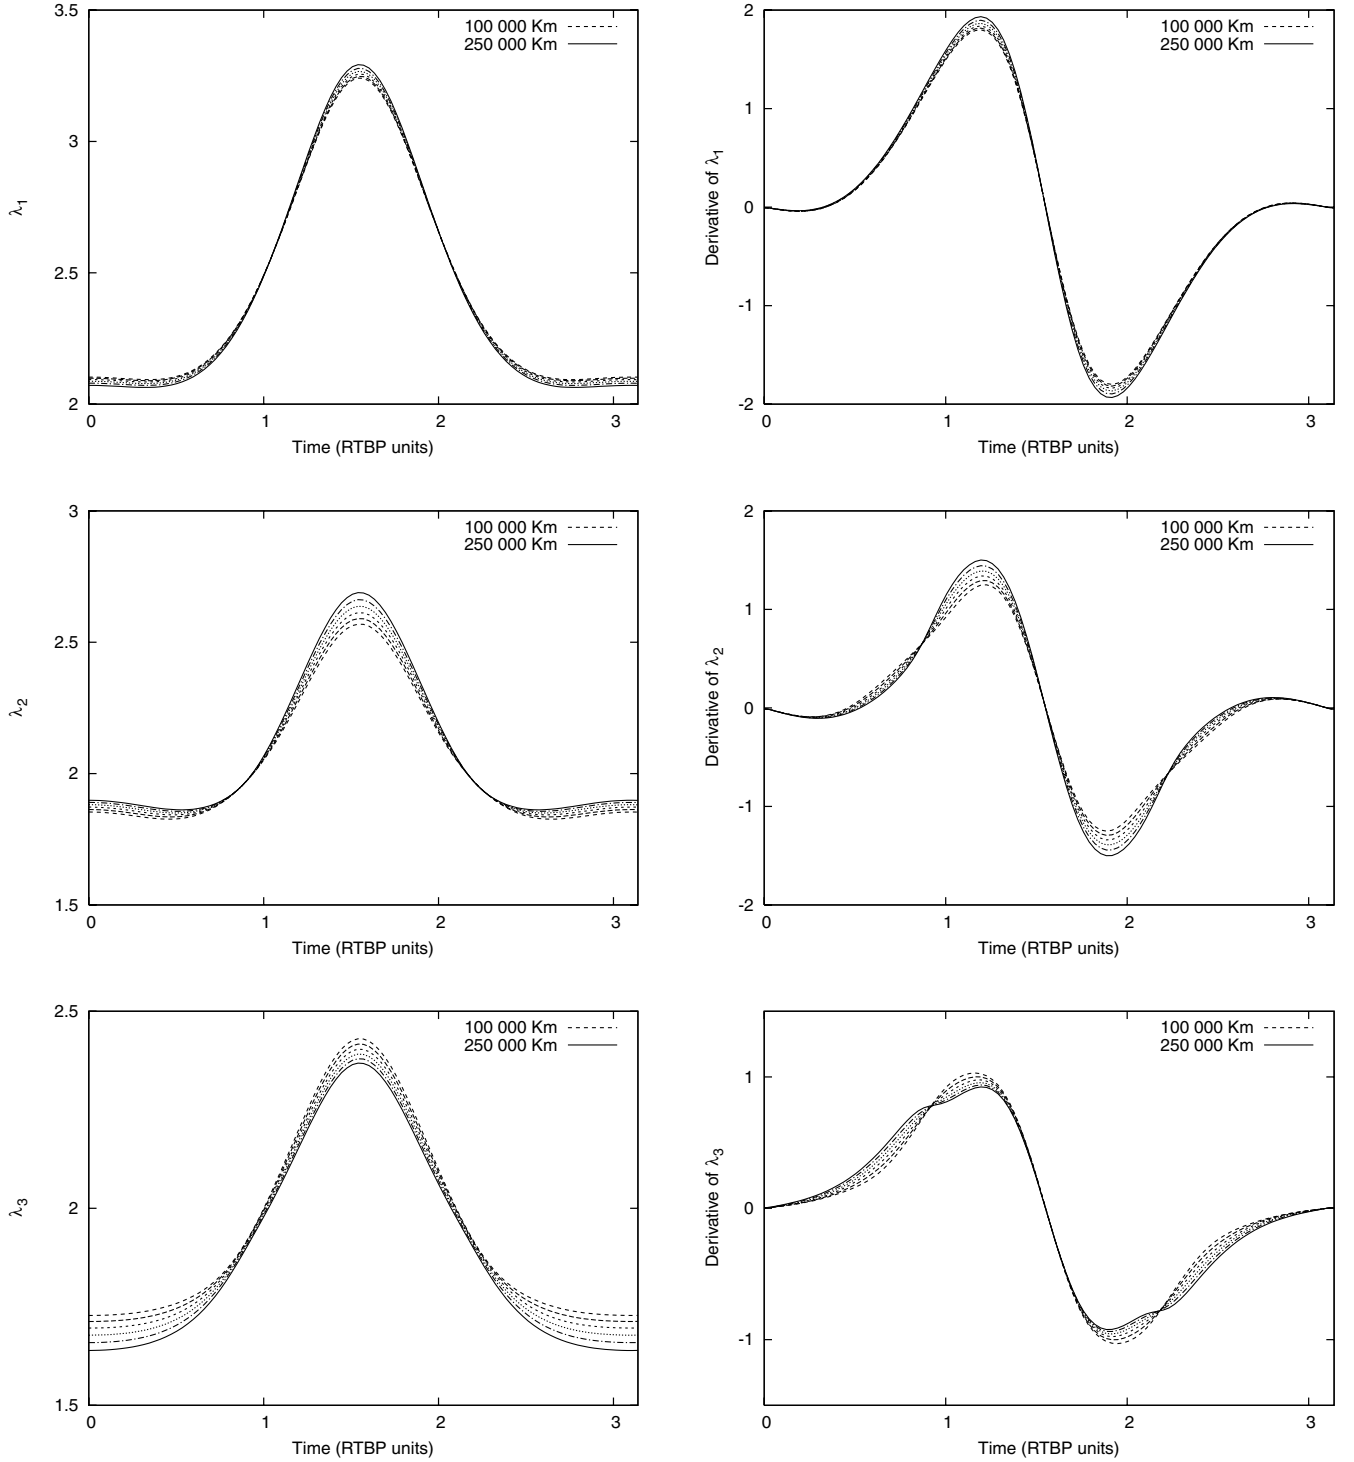 3.5
3
2.5
2
0
1
2
3
λ1
Time (RTBP units)
100 000 Km
250 000 Km
2
1
0
-1
-2
0
1
2
3
Derivative of λ1
Time (RTBP units)
100 000 Km
250 000 Km
3
2.5
2
1.5
0
1
2
3
λ2
Time (RTBP units)
100 000 Km
250 000 Km
2
1
0
-1
-2
0
1
2
3
Derivative of λ2
Time (RTBP units)
100 000 Km
250 000 Km
2.5
2
1.5
0
1
2
3
λ3
Time (RTBP units)
100 000 Km
250 000 Km
1
0
-1
0
1
2
3
Derivative of λ3
Time (RTBP units)
100 000 Km
250 000 Km